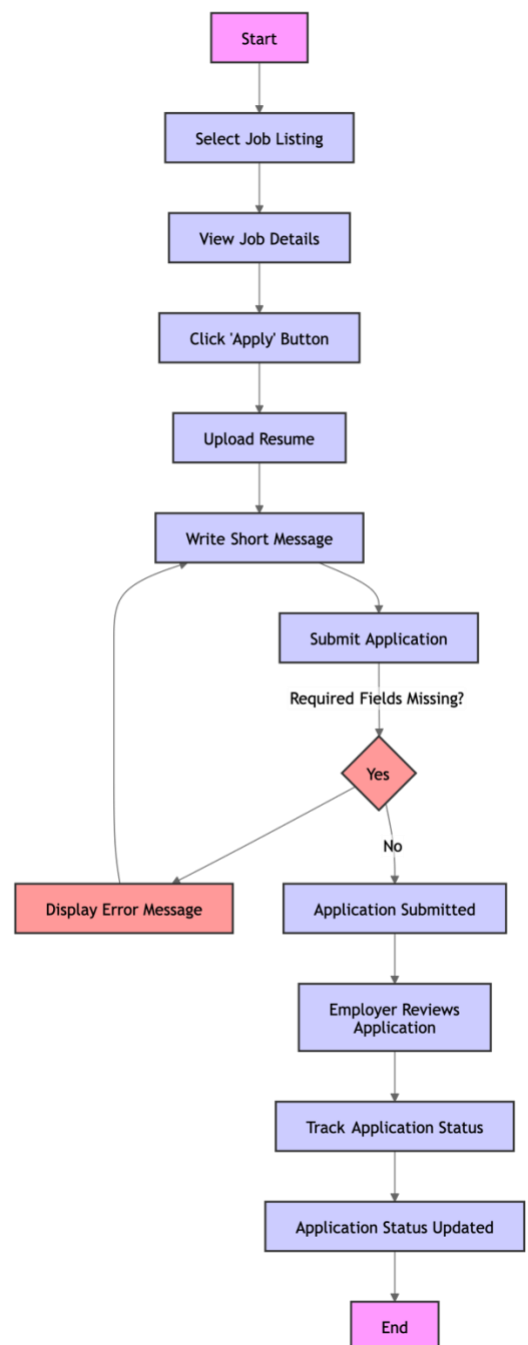 Start
Select Job Listing
View Job Details
Click 'Apply' Button
Upload Resume
Write Short Message
Submit Application
Required Fields Missing?
Yes
No
Display Error Message
Application Submitted
Employer Reviews
Application
Track Application Status
Application Status Updated
End